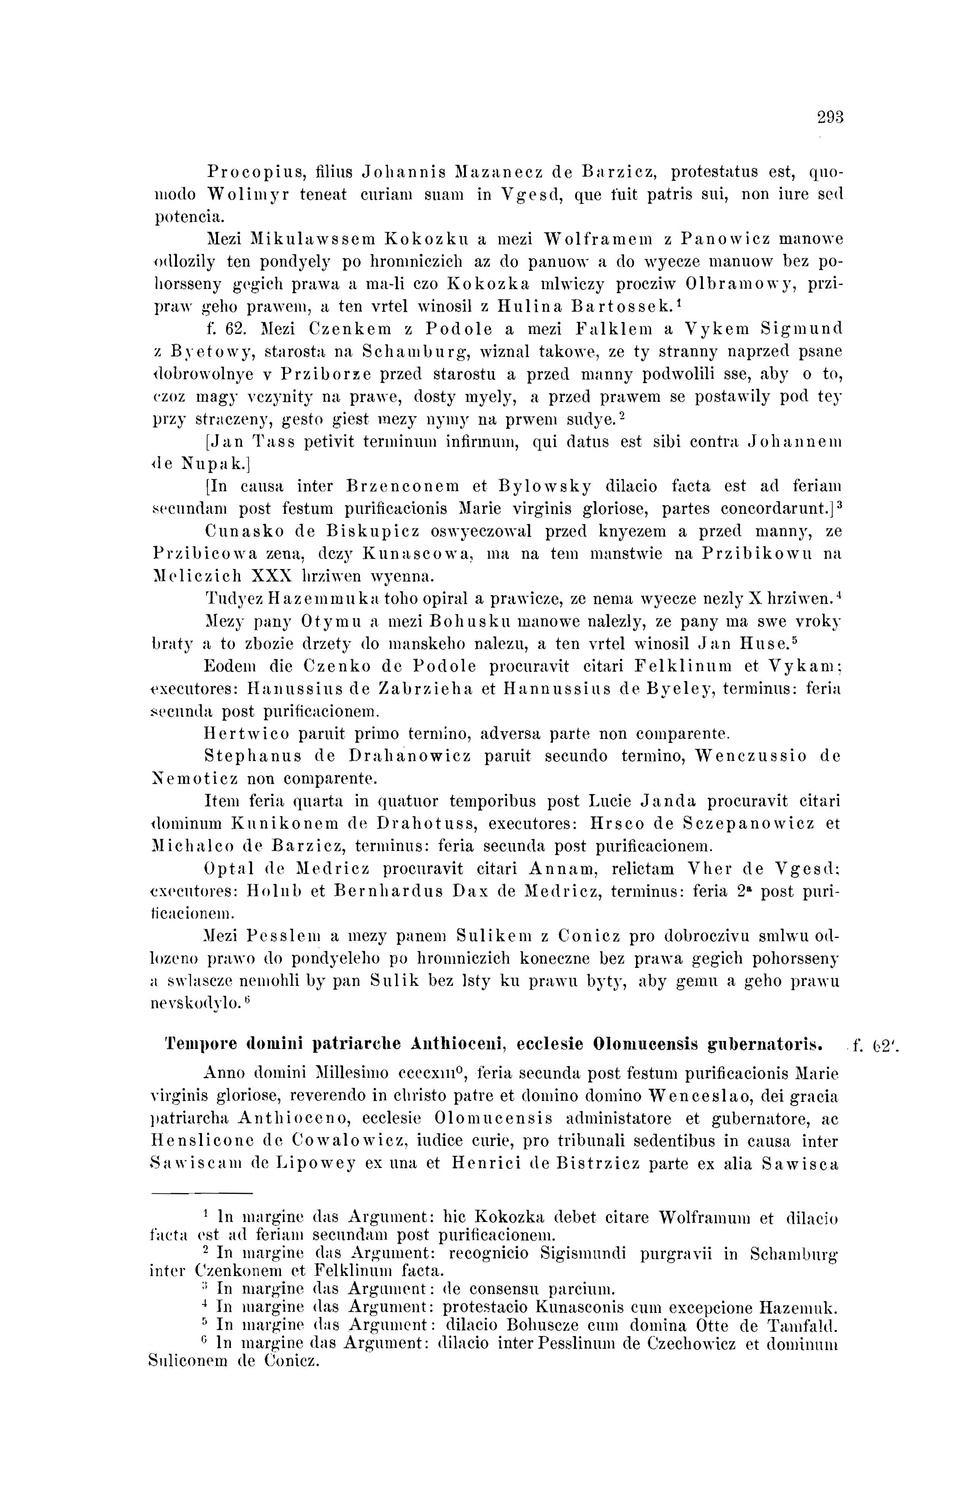 293
Procopius, filius Johannis Mazanecz de Barzicz, protestatus est, quo-
modo Wolimyr teneat curiam suam in Vgesd, que fuit patris sui, non iure sed
potencia.
Mezi Mikulawssem Kokozku a mezi Wolframem z Panowicz manowe
odlozily ten pondyely po hromniczich az do panuow a do wyecze manuow bez po-
horsseny gegich prawa a ma-li czo Kokozka mlwiczy procziw Olbramowy, przi-
praw geho prawem, a ten vrtel winosil z Hulina Bartossek.¹
f. 62. Mezi Czenkem z Podole a mezi Falklem a Vykem Sigmund
z Byetowy, starosta na Schamburg, wiznal takowe, ze ty stranny naprzed psane
dobrowolnye v Prziborze przed starostu a przed manny podwolili sse, aby o to,
czoz magy vczynity na prawe, dosty myely, a przed prawem se postawily pod tey
przy straczeny, gesto giest mezy nymy na prwem sudye.²
[Jan Tass petivit terminum infirmum, qui datus est sibi contra Johannem
de Nupak.]
[In causa inter Brzenconem et Bylowsky dilacio facta est ad feriam
secundam post festum purificacionis Marie virginis gloriose, partes concordarunt.]³
Cunasko de Biskupicz oswyeczowal przed knyezem a przed manny, ze
Przibicowa zena, dczy Kunascowa, ma na tem manstwie na Przibikowu na
Meliczich XXX hrziwen wyenna.
Tudyez Hazemmuka toho opiral a prawicze, ze nema wyecze nezly X hrziwen.⁴
Mezy pany Otymu a mezi Bohusku manowe nalezly, ze pany ma swe vroky
braty a to zbozie drzety do manskeho nalezu, a ten vrtel winosil Jan Huse.⁵
Eodem die Czenko de Podole procuravit citari Felklinum et Vykam;
executores: Hanussius de Zabrzieha et Hannussius de Byeley, terminus: feria
secunda post purificacionem.
Hertwico paruit primo termino, adversa parte non comparente.
Stephanus de Drahanowicz paruit secundo termino, Wenczussio de
Nemoticz non comparente.
Item feria quarta in quatuor temporibus post Lucie Janda procuravit citari
dominum Kunikonem de Drahotuss, executores: Hrsco de Sczepanowicz et
Michalco de Barzicz, terminus: feria secunda post purificacionem.
Optal de Medricz procuravit citari Annam, relictam Vher de Vgesd;
executores: Holub et Bernhardus Dax de Medricz, terminus: feria 2ª post puri-
ficacionem.
Mezi Pesslem a mezy panem Sulikem z Conicz pro dobroczivu smlwu od-
lozeno prawo do pondyeleho po hromniczich koneczne bez prawa gegich pohorsseny
a swlascze nemohli by pan Sulik bez lsty ku prawu byty, aby gemu a geho prawu
nevskodylo.⁶
Tempore domini patriarche Anthioceni, ecclesie Olomucensis gubernatoris. f. 62'.
Anno domini Millesimo ccccxiii⁰, feria secunda post festum purificacionis Marie
virginis gloriose, reverendo in christo patre et domino domino Wenceslao, dei gracia
patriarcha Anthioceno, ecclesie Olomucensis administatore et gubernatore, ac
Henslicone de Cowalowicz, iudice curie, pro tribunali sedentibus in causa inter
Sawiscam de Lipowey ex una et Henrici de Bistrzicz parte ex alia Sawisca
¹ In margine das Argument: hic Kokozka debet citare Wolframum et dilacio
facta est ad feriam secundam post purificacionem.
² In margine das Argument: recognicio Sigismundi purgravii in Schamburg
inter Czenkonem et Felklinum facta.
³ In margine das Argument: de consensu parcium.
⁴ In margine das Argument: protestacio Kunasconis cum excepcione Hazemuk.
⁵ In margine das Argument: dilacio Bohuscze cum domina Otte de Tamfald.
⁶ In margine das Argument: dilacio inter Pesslinum de Czechowicz et dominum
Suliconem de Conicz.